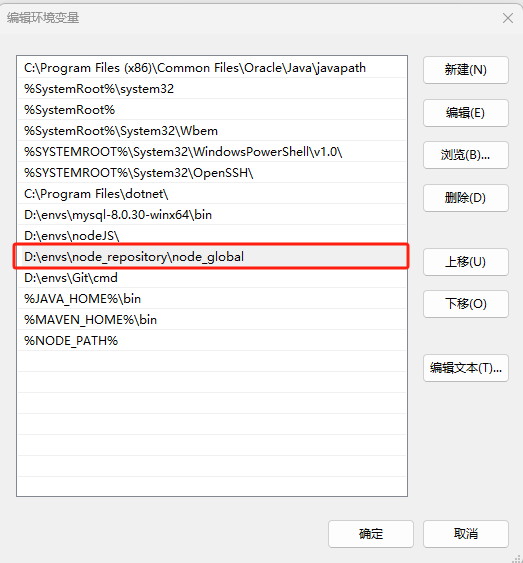 编辑环境变量
C:\Program Files (x86)\Common Files\Oracle\Java\javapath
%SystemRoot%\system32
%SystemRoot%
%SystemRoot%\System32\Wbem
%SYSTEMROOT%\System32\WindowsPowerShell\v1.0\
%SYSTEMROOT%\System32\OpenSSH\
C:\Program Files\dotnet\
D:\envs\mysql-8.0.30-winx64\bin
D:\envs\nodeJS\
D:\envs\node_repository\node_global
D:\envs\Git\cmd
%JAVA_HOME%\bin
%MAVEN_HOME%\bin
%NODE_PATH%
新建(N)
编辑(E)
浏览(B)...
删除(D)
上移(U)
下移(O)
编辑文本(T)...
确定
取消